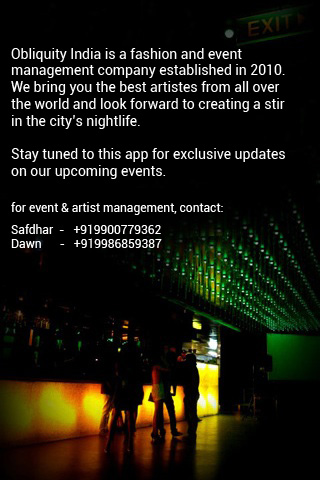 EXIT
Obliquity India is a fashion and event
management company established in 2010.
We bring you the best artistes from all over
the world and look forward to creating a stir
in the city's nightlife.
Stay tuned to this app for exclusive updates
on our upcoming events.
for event & artist management, contact:
Safdhar - +919900779362
Dawn - +919986859387